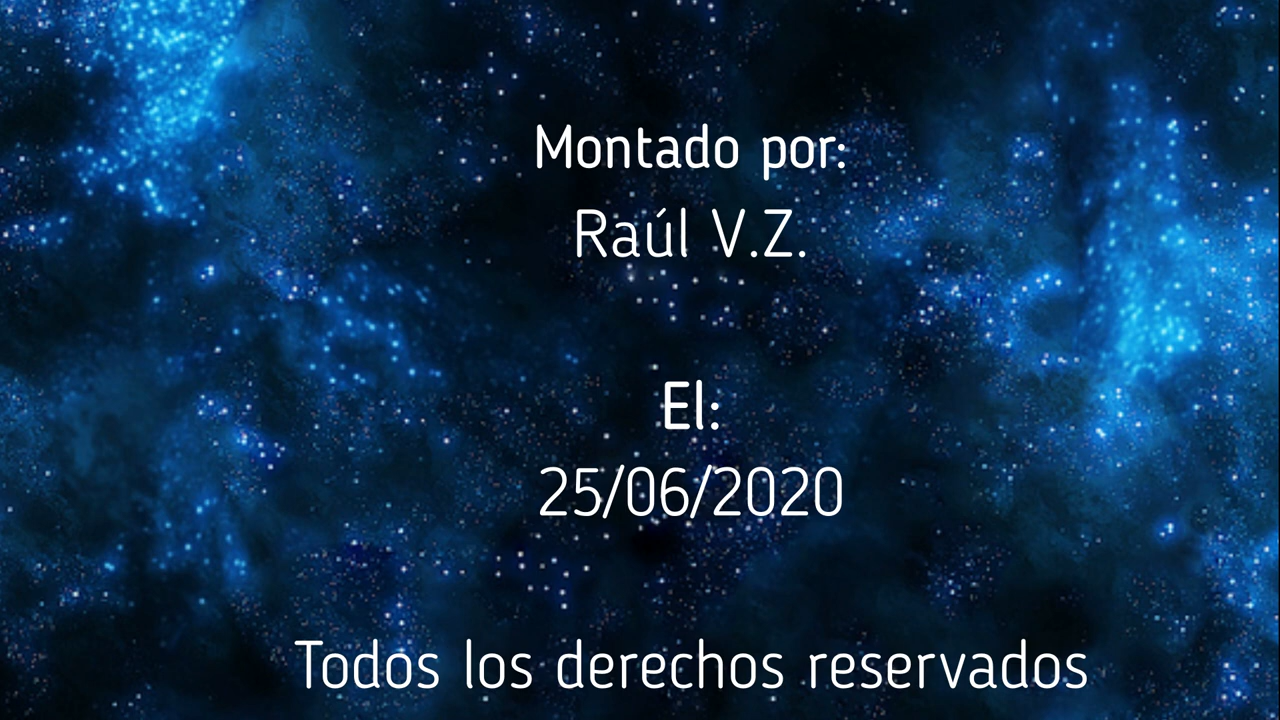 Montado por:
Raúl V.Z.
El:
25/06/2020
Todos los derechos reservados